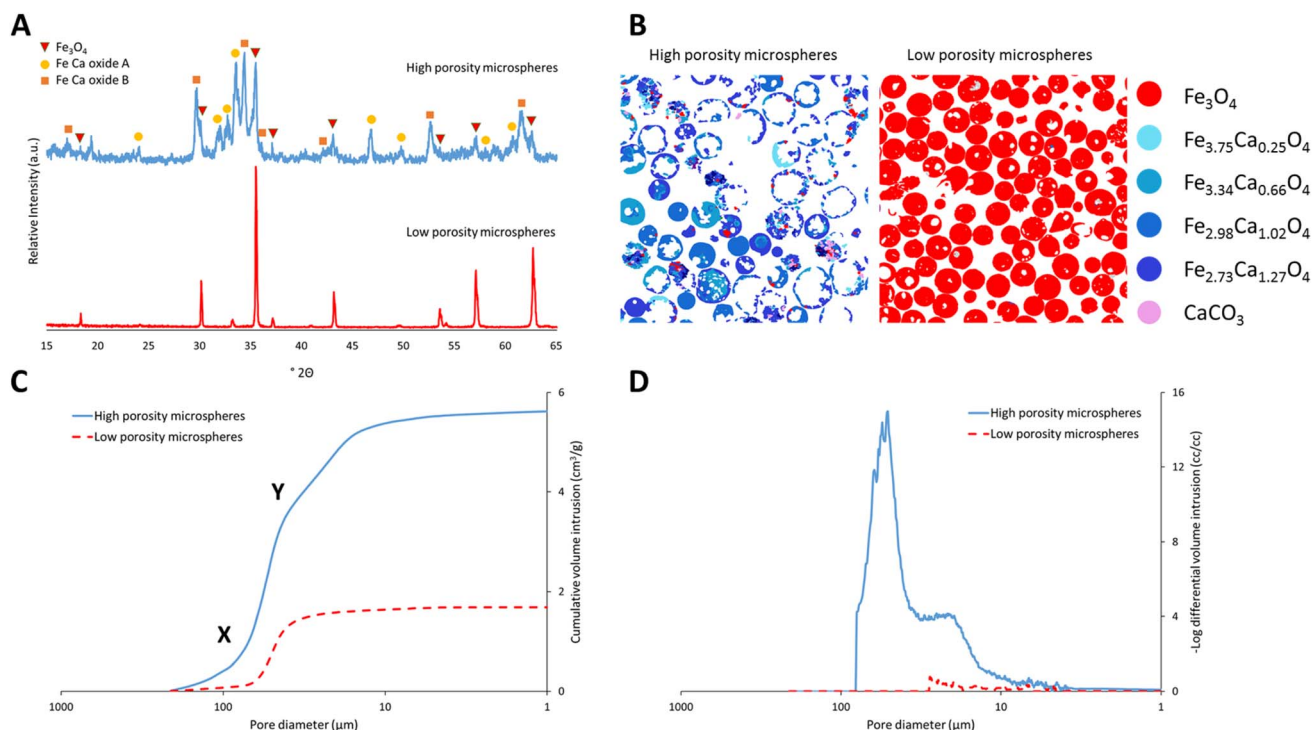 A
Fe₃O₄
Fe Ca oxide A
Fe Ca oxide B
High porosity microspheres
Low porosity microspheres
Relative Intensity (a.u.)
15 20 25 30 35 40 45 50 55 60 65
° 2Θ
B
High porosity microspheres
Low porosity microspheres
Fe₃O₄
Fe₃.₇₅Ca₀.₂₅O₄
Fe₃.₃₄Ca₀.₆₆O₄
Fe₂.₉₈Ca₁.₀₂O₄
Fe₂.₇₃Ca₁.₂₇O₄
CaCO₃
C
High porosity microspheres
Low porosity microspheres
X
Y
6
4
2
0
Cumulative volume intrusion (cm³/g)
1000 100 10 1
Pore diameter (µm)
D
High porosity microspheres
Low porosity microspheres
16
12
8
4
0
-Log differential volume intrusion (cc/cc)
1000 100 10 1
Pore diameter (µm)